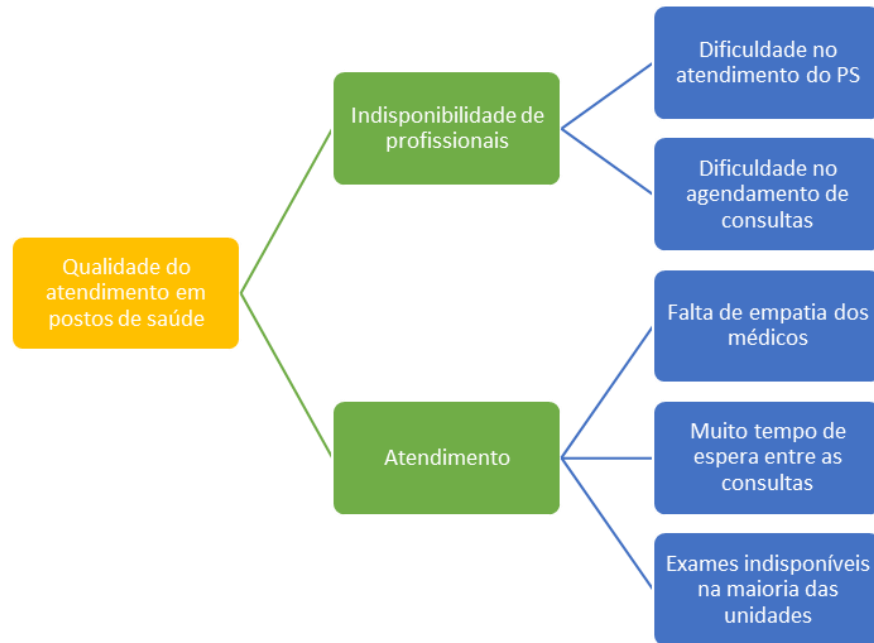 Qualidade do
atendimento em
postos de saúde
Indisponibilidade de
profissionais
Dificuldade no
atendimento do PS
Dificuldade no
agendamento de
consultas
Atendimento
Falta de empatia dos
médicos
Muito tempo de
espera entre as
consultas
Exames indisponíveis
na maioria das
unidades